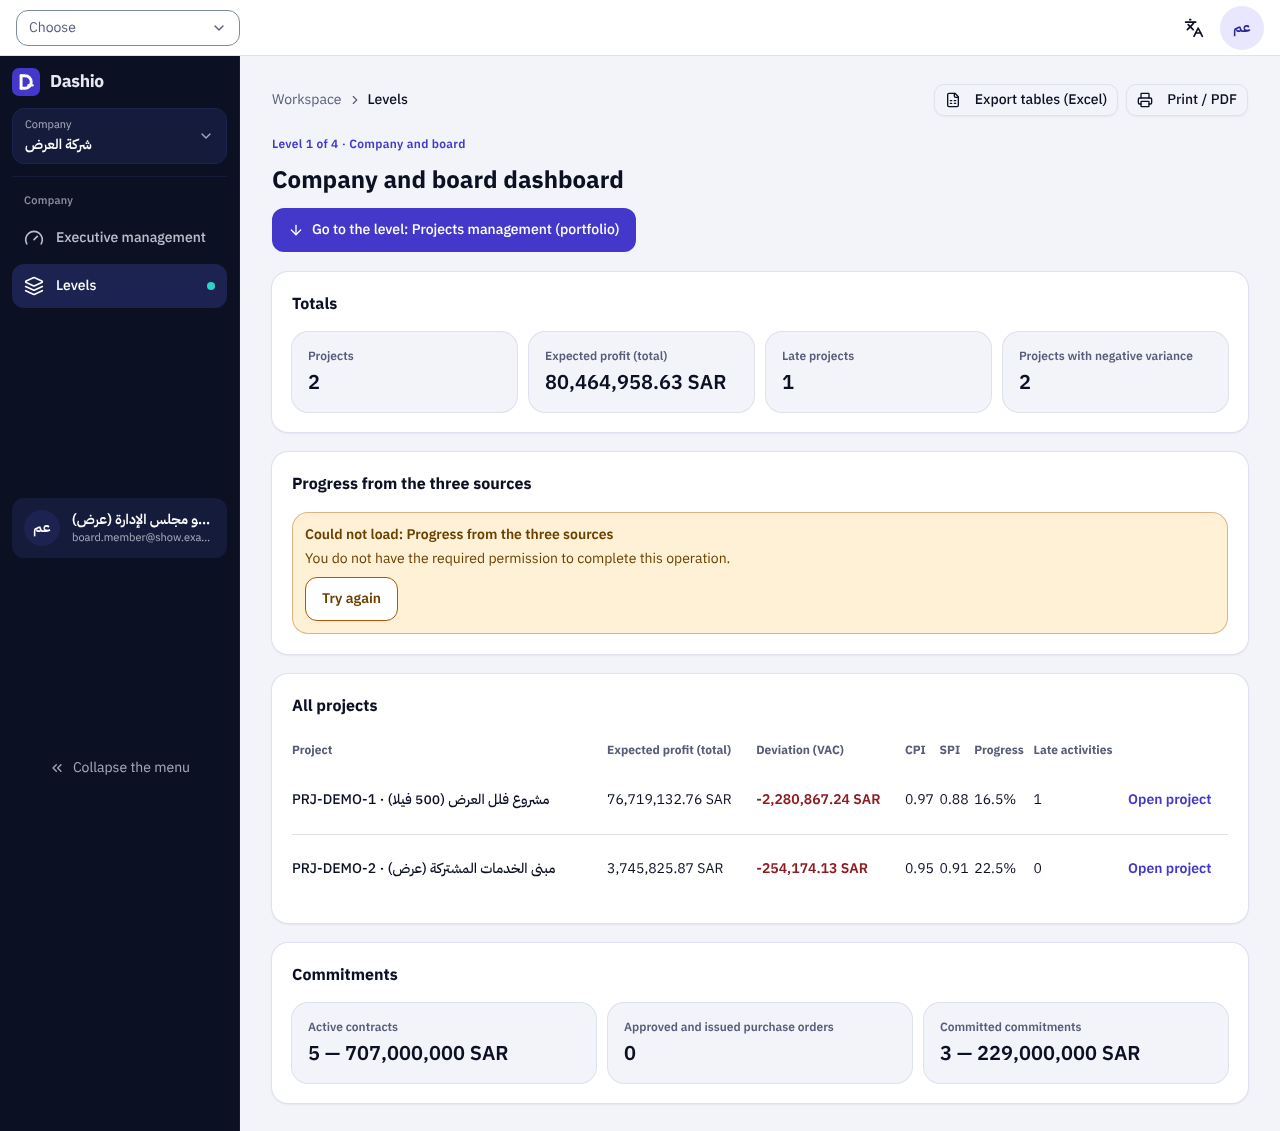 Choose
عم
Dashio
Company
شركة العرض
Company
Executive management
Levels
و مجلس الإدارة (عرض)...
board.member@show.exa...
عم
Collapse the menu
Workspace > Levels
Export tables (Excel)
Print / PDF
Level 1 of 4 · Company and board
Company and board dashboard
Go to the level: Projects management (portfolio)
Totals
Projects
2
Expected profit (total)
80,464,958.63 SAR
Late projects
1
Projects with negative variance
2
Progress from the three sources
Could not load: Progress from the three sources
You do not have the required permission to complete this operation.
Try again
All projects
Project Expected profit (total) Deviation (VAC) CPI SPI Progress Late activities
PRJ-DEMO-1 · مشروع فلل العرض (500 فيلا) 76,719,132.76 SAR -2,280,867.24 SAR 0.97 0.88 16.5% 1 Open project
PRJ-DEMO-2 · مبنى الخدمات المشتركة (عرض) 3,745,825.87 SAR -254,174.13 SAR 0.95 0.91 22.5% 0 Open project
Commitments
Active contracts
5 — 707,000,000 SAR
Approved and issued purchase orders
0
Committed commitments
3 — 229,000,000 SAR